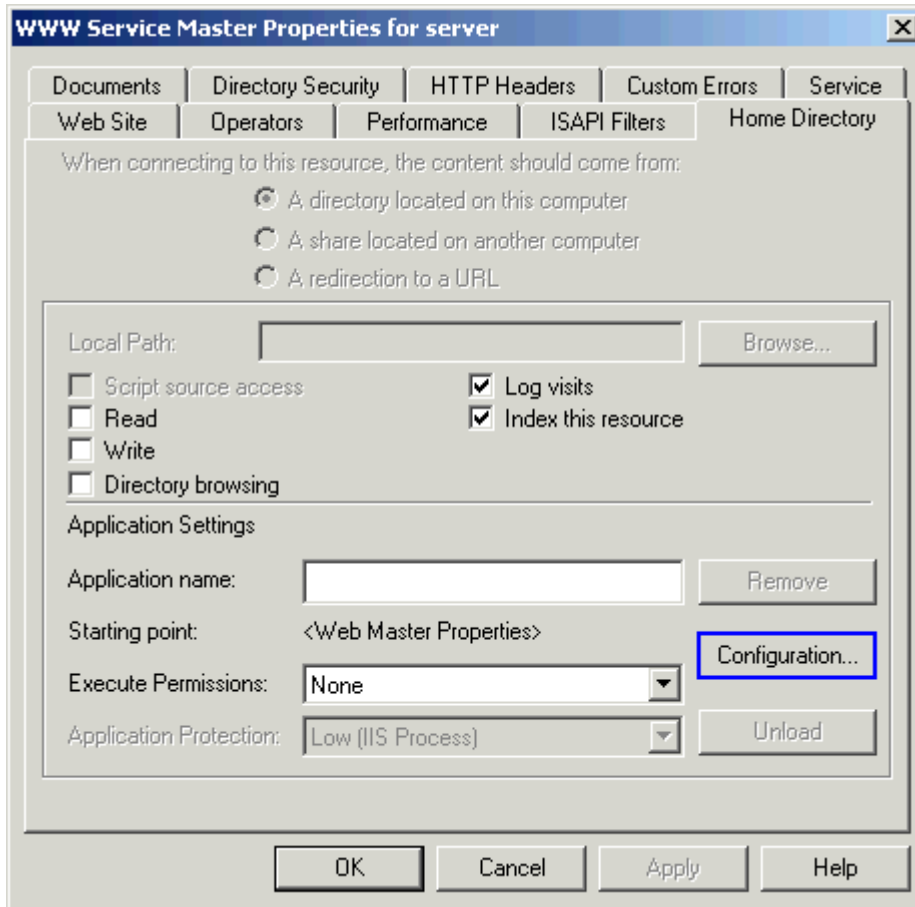 WWW Service Master Properties for server
Documents Directory Security HTTP Headers Custom Errors Service
Web Site Operators Performance ISAPI Filters Home Directory
When connecting to this resource, the content should come from:
A directory located on this computer
A share located on another computer
A redirection to a URL
Local Path: Browse...
Script source access Log visits
Read Index this resource
Write
Directory browsing
Application Settings
Application name: Remove
Starting point: <Web Master Properties>
Configuration...
Execute Permissions: None
Application Protection: Low (IIS Process) Unload
OK Cancel Apply Help